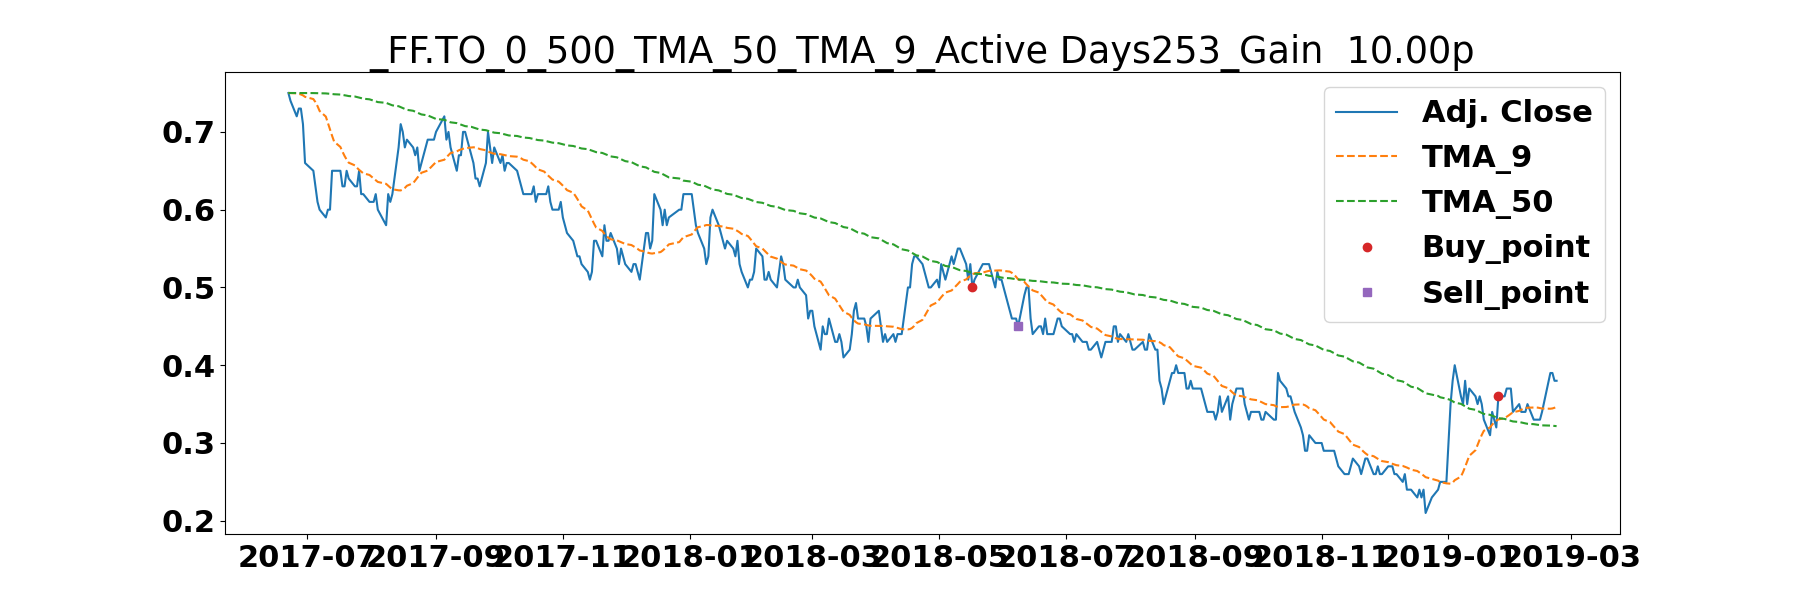 _FF.TO_0_500_TMA_50_TMA_9_Active Days253_Gain  10.00p
Adj. Close
TMA_9
TMA_50
Buy_point
Sell_point
0.7
0.6
0.5
0.4
0.3
0.2
2017-07 2017-09 2017-11 2018-01 2018-03 2018-05 2018-07 2018-09 2018-11 2019-01 2019-03